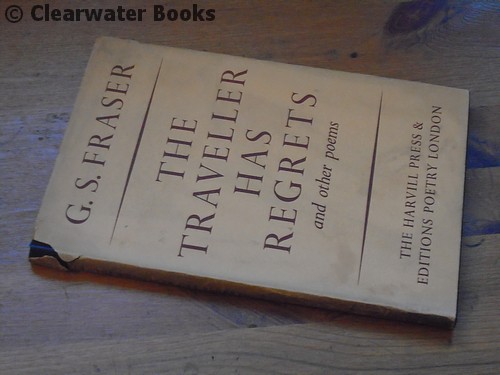 © Clearwater Books
G. S. FRASER
THE
TRAVELLER
HAS
REGRETS
and other poems
THE HARVILL PRESS &
EDITIONS POETRY LONDON